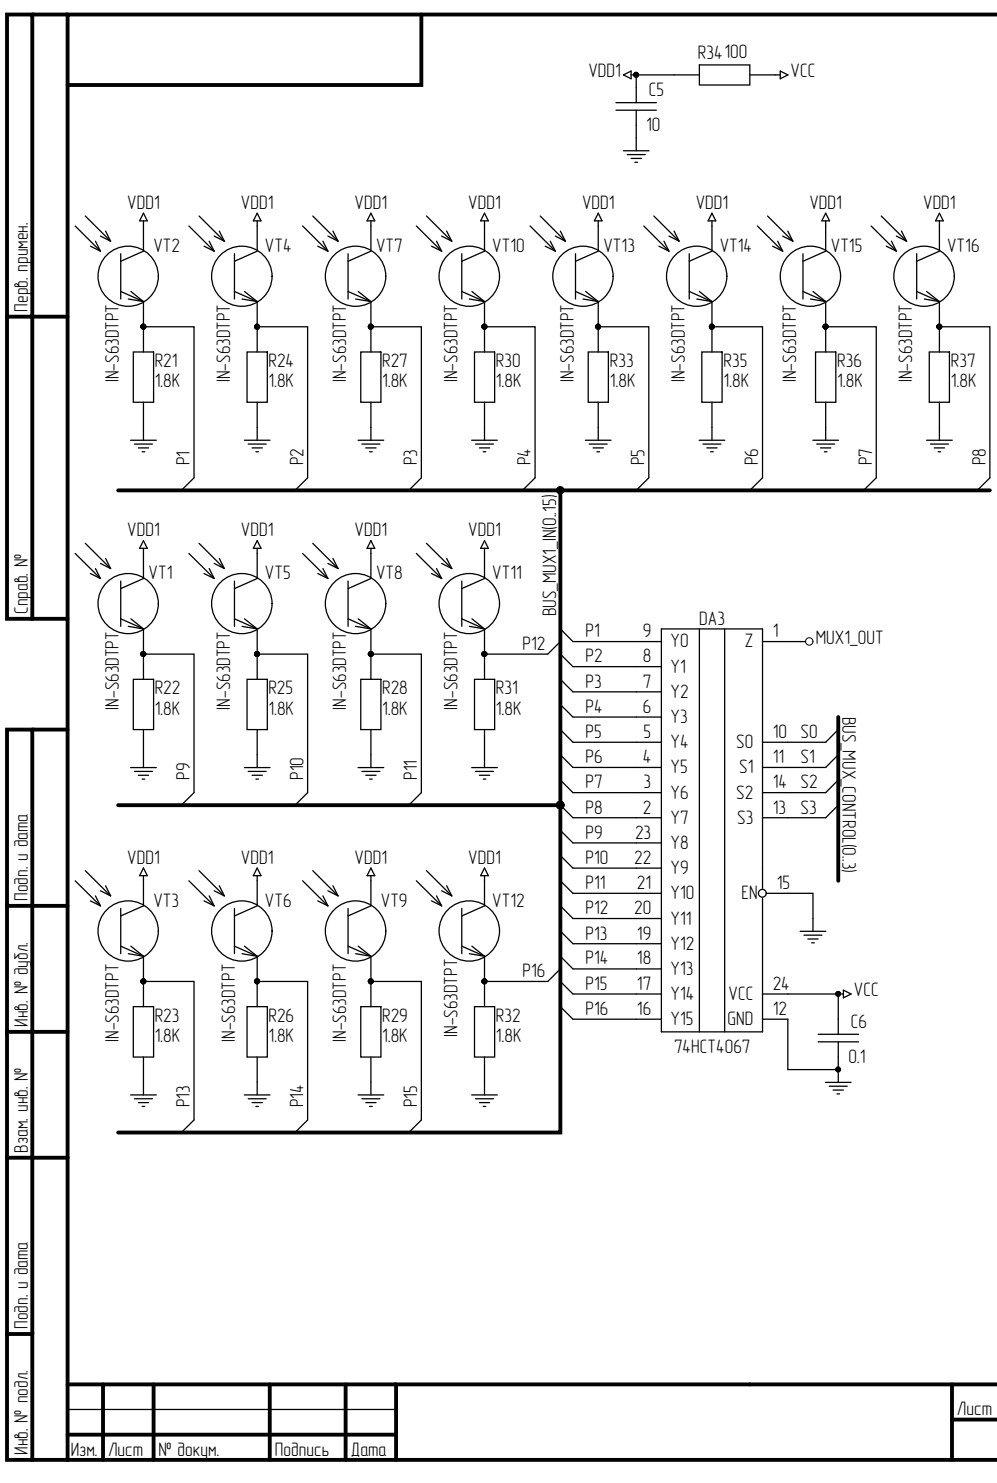 R34 100
VDD1
VCC
C5
10
VDD1 VDD1 VDD1 VDD1 VDD1 VDD1 VDD1 VDD1
VT2 VT4 VT7 VT10 VT13 VT14 VT15 VT16
IN-S63DTPT IN-S63DTPT IN-S63DTPT IN-S63DTPT IN-S63DTPT IN-S63DTPT IN-S63DTPT IN-S63DTPT
R21 R24 R27 R30 R33 R35 R36 R37
1.8K 1.8K 1.8K 1.8K 1.8K 1.8K 1.8K 1.8K
P1 P2 P3 P4 P5 P6 P7 P8
BUS_MUX1_IN(0..15)
VDD1 VDD1 VDD1 VDD1
VT1 VT5 VT8 VT11
IN-S63DTPT IN-S63DTPT IN-S63DTPT IN-S63DTPT
P12
R22 R25 R28 R31
1.8K 1.8K 1.8K 1.8K
P9 P10 P11
VDD1 VDD1 VDD1 VDD1
VT3 VT6 VT9 VT12
IN-S63DTPT IN-S63DTPT IN-S63DTPT IN-S63DTPT
P16
R23 R26 R29 R32
1.8K 1.8K 1.8K 1.8K
P13 P14 P15
DA3
P1 9 Y0
P2 8 Y1
P3 7 Y2
P4 6 Y3
P5 5 Y4
P6 4 Y5
P7 3 Y6
P8 2 Y7
P9 23 Y8
P10 22 Y9
P11 21 Y10
P12 20 Y11
P13 19 Y12
P14 18 Y13
P15 17 Y14
P16 16 Y15
Z 1 MUX1_OUT
S0 10 S0
S1 11 S1
S2 14 S2
S3 13 S3
BUS_MUX_CONTROL(0..3)
EN 15
VCC 24 VCC
GND 12
C6
0.1
74HCT4067
Перв. примен.
Справ. №
Подп. и дата
Инв. № дубл.
Взам. инв. №
Подп. и дата
Инв. № подл.
Изм. Лист № докум. Подпись Дата
Лист